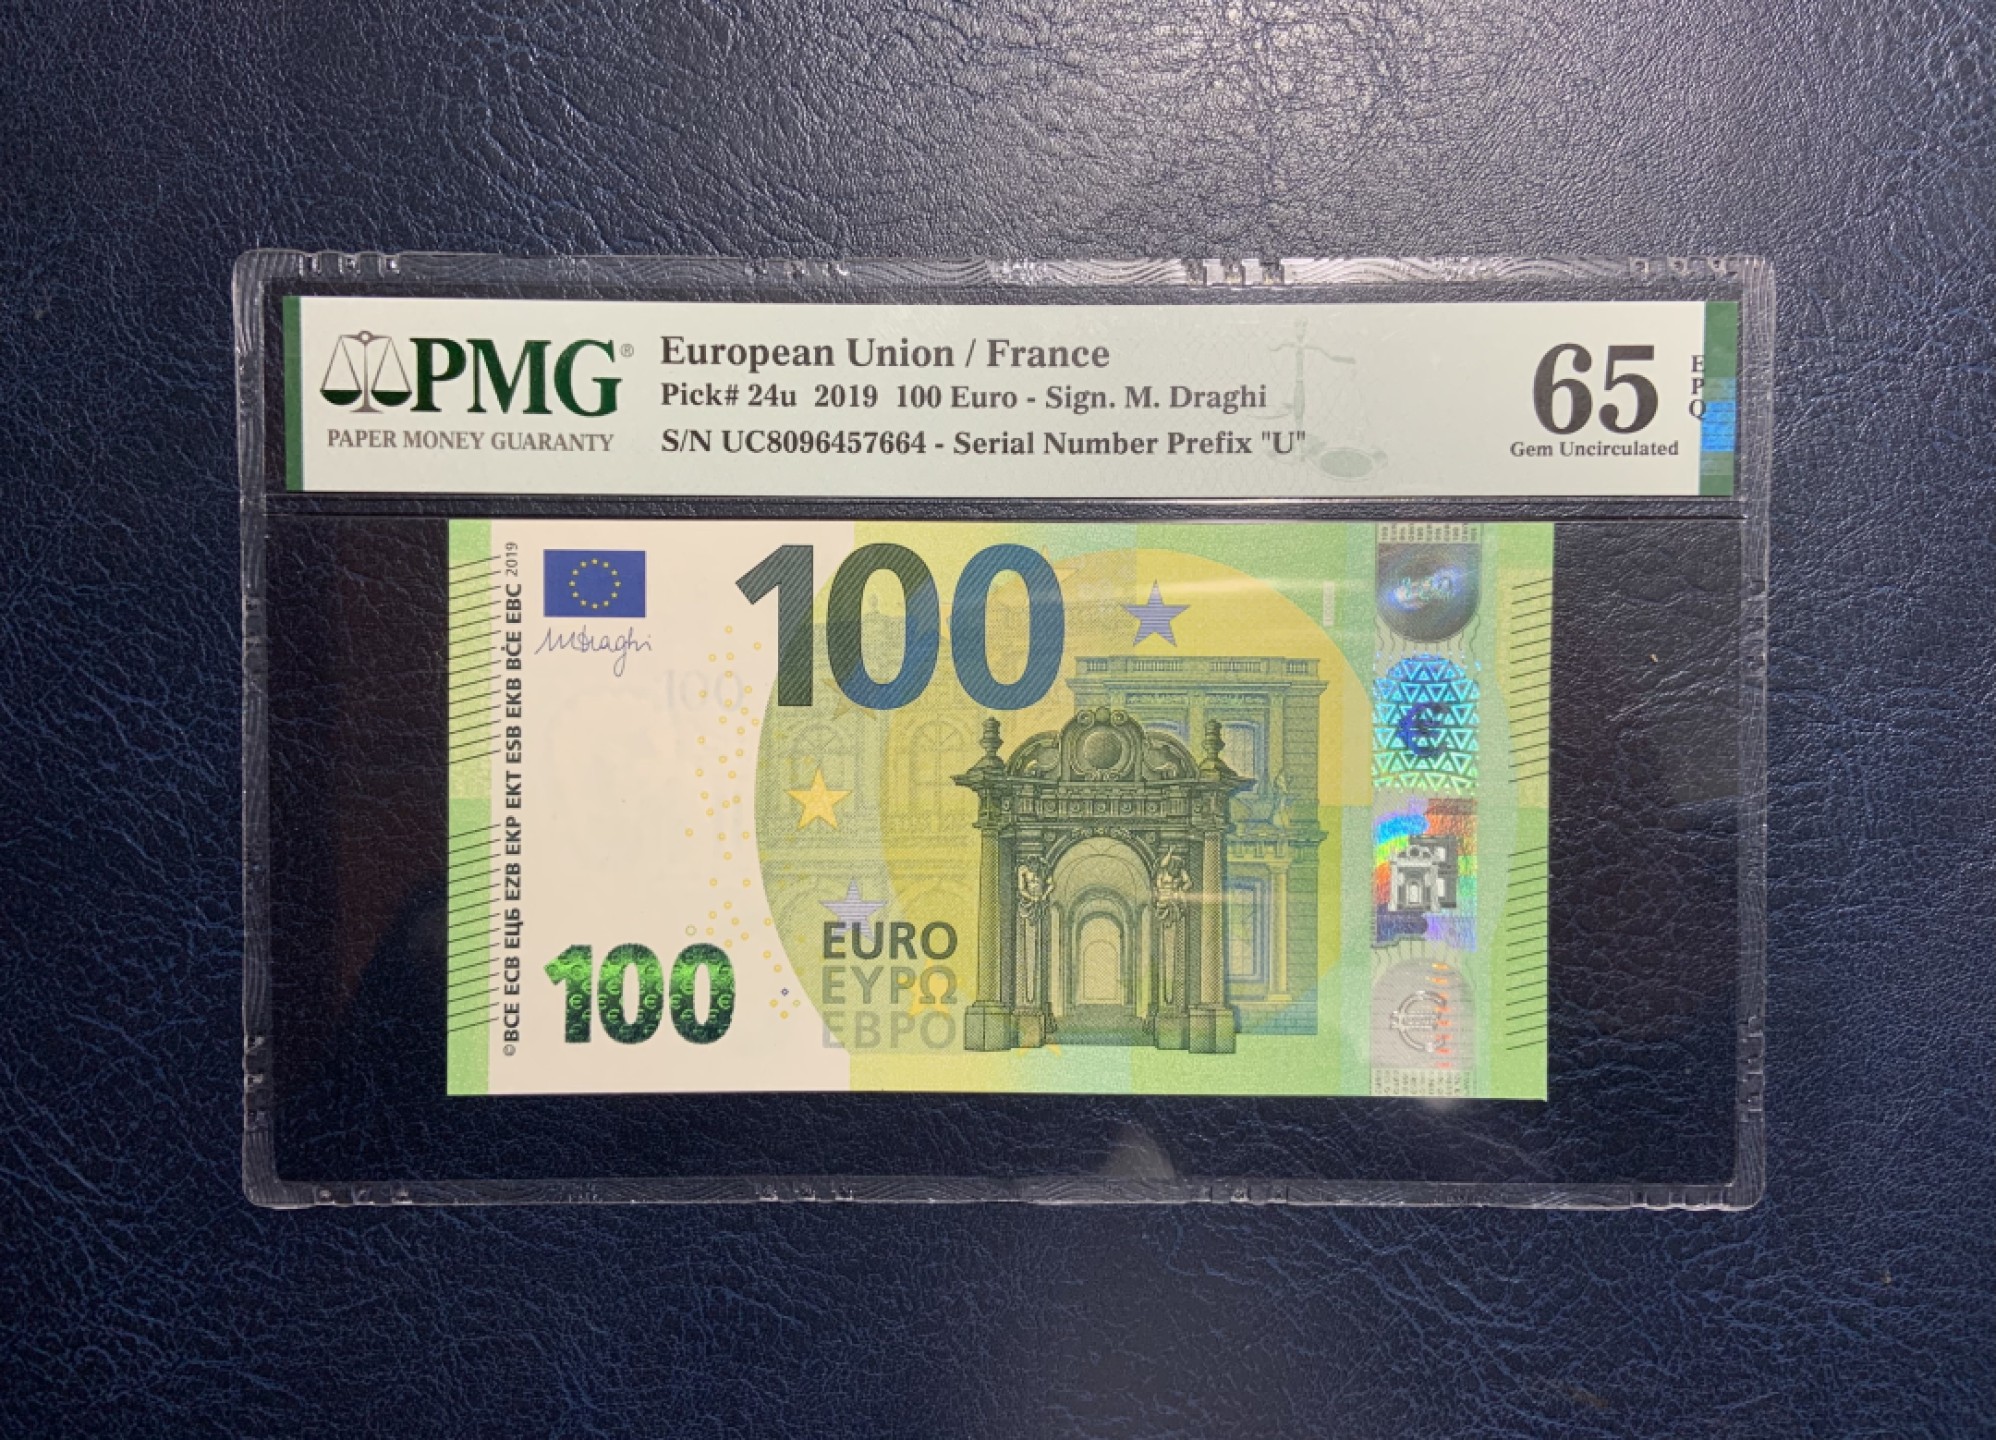 PMG®
PAPER MONEY GUARANTY
European Union / France
Pick# 24u 2019 100 Euro - Sign. M. Draghi
S/N UC8096457664 - Serial Number Prefix "U"
65
EPQ
Gem Uncirculated
©BCE ECB ЕЦБ EZB EKP EKT ESB EKB BĊE EBC 2019
MDraghi
100
100
100
EURO
ΕΥΡΩ
ЕВРО
€